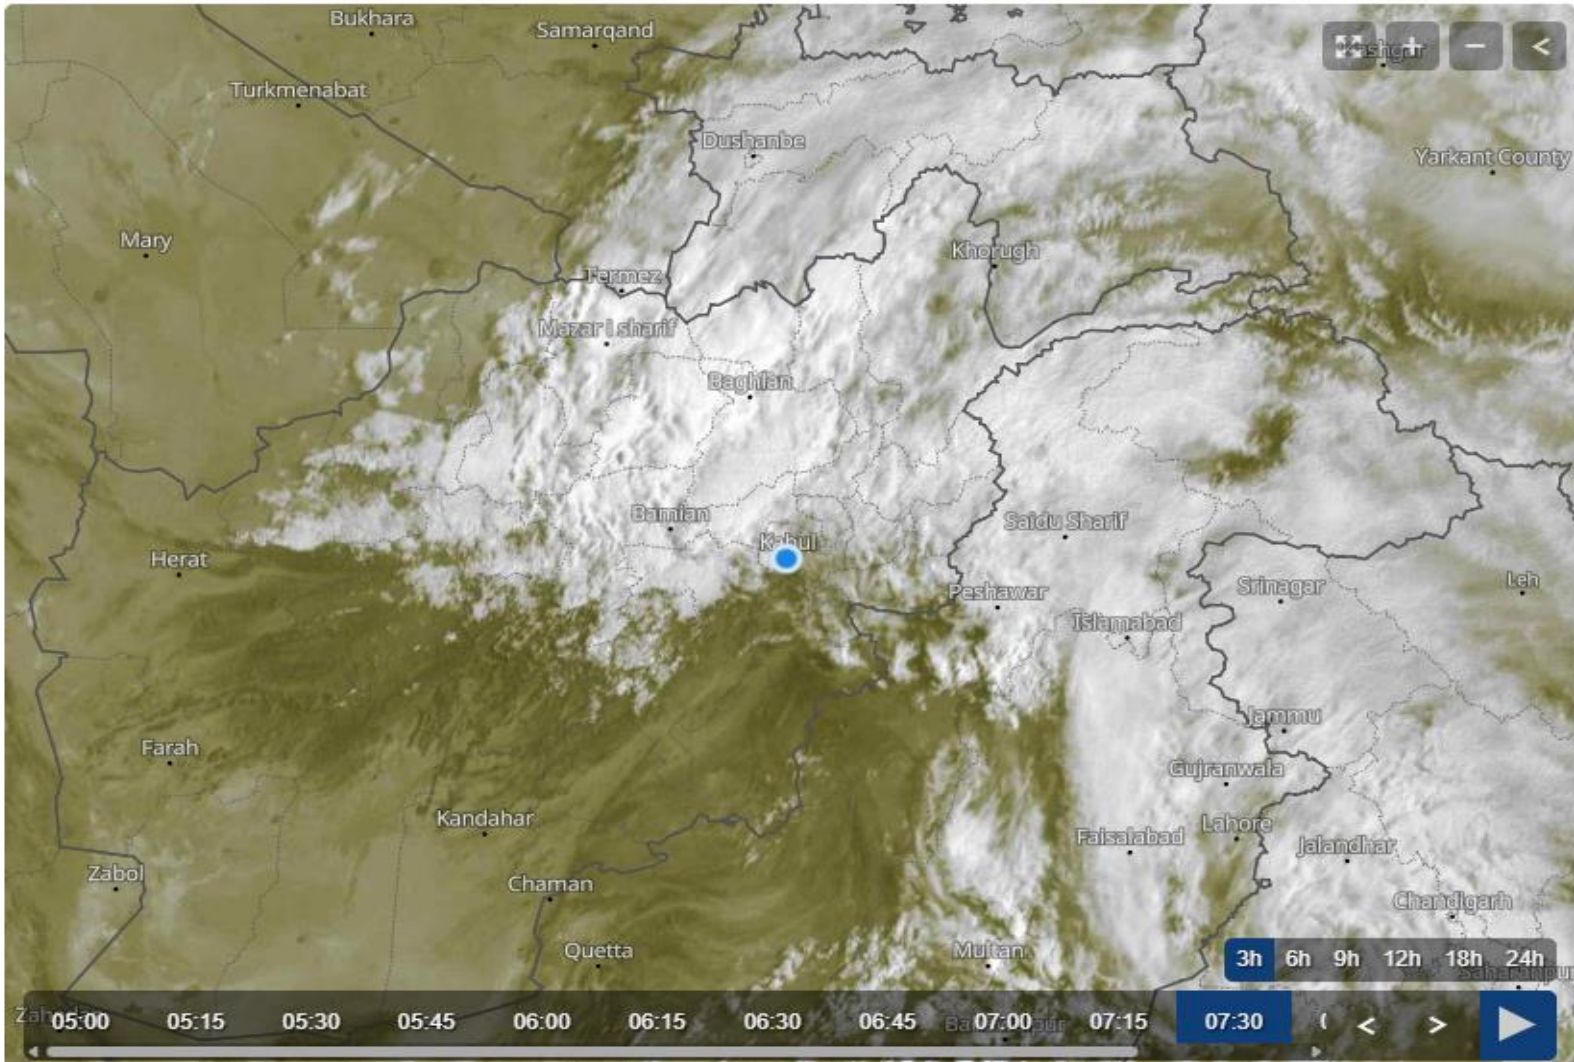 Bukhara
Samarqand
Kashgar
+
−
<
Turkmenabat
Dushanbe
Yarkant County
Mary
Khorugh
Termez
Mazar i sharif
Baghlan
Bamian
Saidu Sharif
Kabul
Herat
Peshawar
Srinagar
Leh
Islamabad
Jammu
Farah
Gujranwala
Kandahar
Lahore
Faisalabad
Jalandhar
Zabol
Chaman
Chandigarh
Quetta
Multan
3h 6h 9h 12h 18h 24h
Saharanpur
05:00 05:15 05:30 05:45 06:00 06:15 06:30 06:45 07:00 07:15 07:30 < >